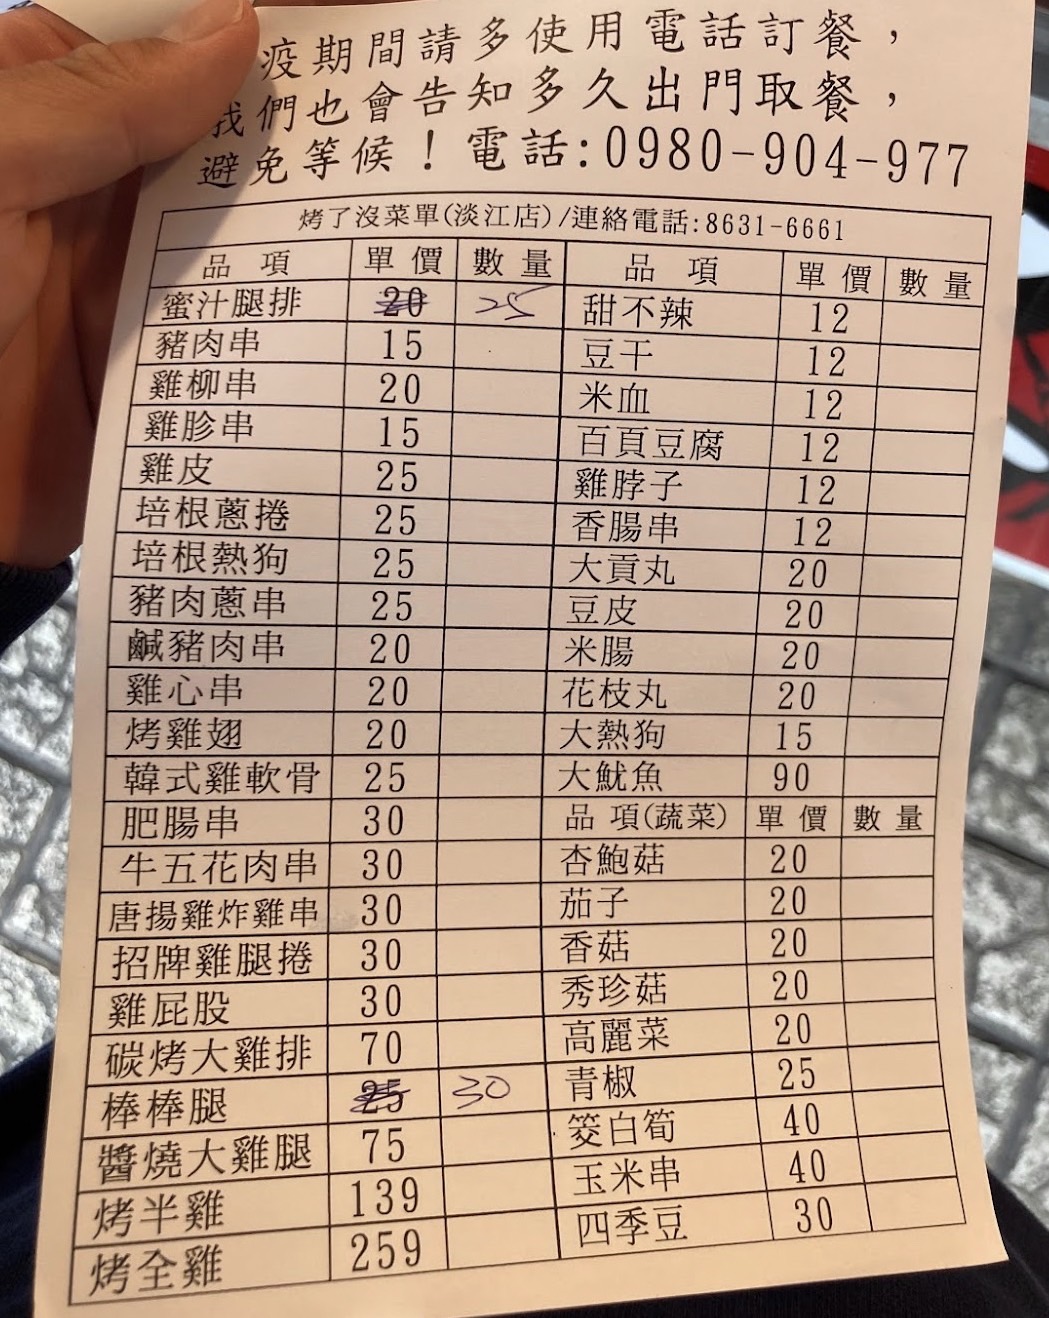 疫期間請多使用電話訂餐，
我們也會告知多久出門取餐，
避免等候！電話:0980-904-977
烤了沒菜單(淡江店)/連絡電話:8631-6661
品項 單價 數量 品項 單價 數量
蜜汁腿排 20 25 甜不辣 12
豬肉串 15 豆干 12
雞柳串 20 米血 12
雞胗串 15 百頁豆腐 12
雞皮 25 雞脖子 12
培根蔥捲 25 香腸串 12
培根熱狗 25 大貢丸 20
豬肉蔥串 25 豆皮 20
鹹豬肉串 20 米腸 20
雞心串 20 花枝丸 20
烤雞翅 20 大熱狗 15
韓式雞軟骨 25 大魷魚 90
肥腸串 30 品項(蔬菜) 單價 數量
牛五花肉串 30 杏鮑菇 20
唐揚雞炸雞串 30 茄子 20
招牌雞腿捲 30 香菇 20
雞屁股 30 秀珍菇 20
碳烤大雞排 70 高麗菜 20
棒棒腿 25 30 青椒 25
醬燒大雞腿 75 筊白筍 40
烤半雞 139 玉米串 40
烤全雞 259 四季豆 30